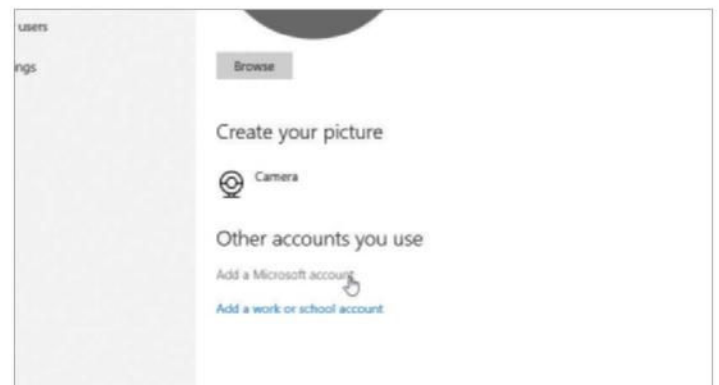 users
ngs
Browse
Create your picture
Camera
Other accounts you use
Add a Microsoft account
Add a work or school account